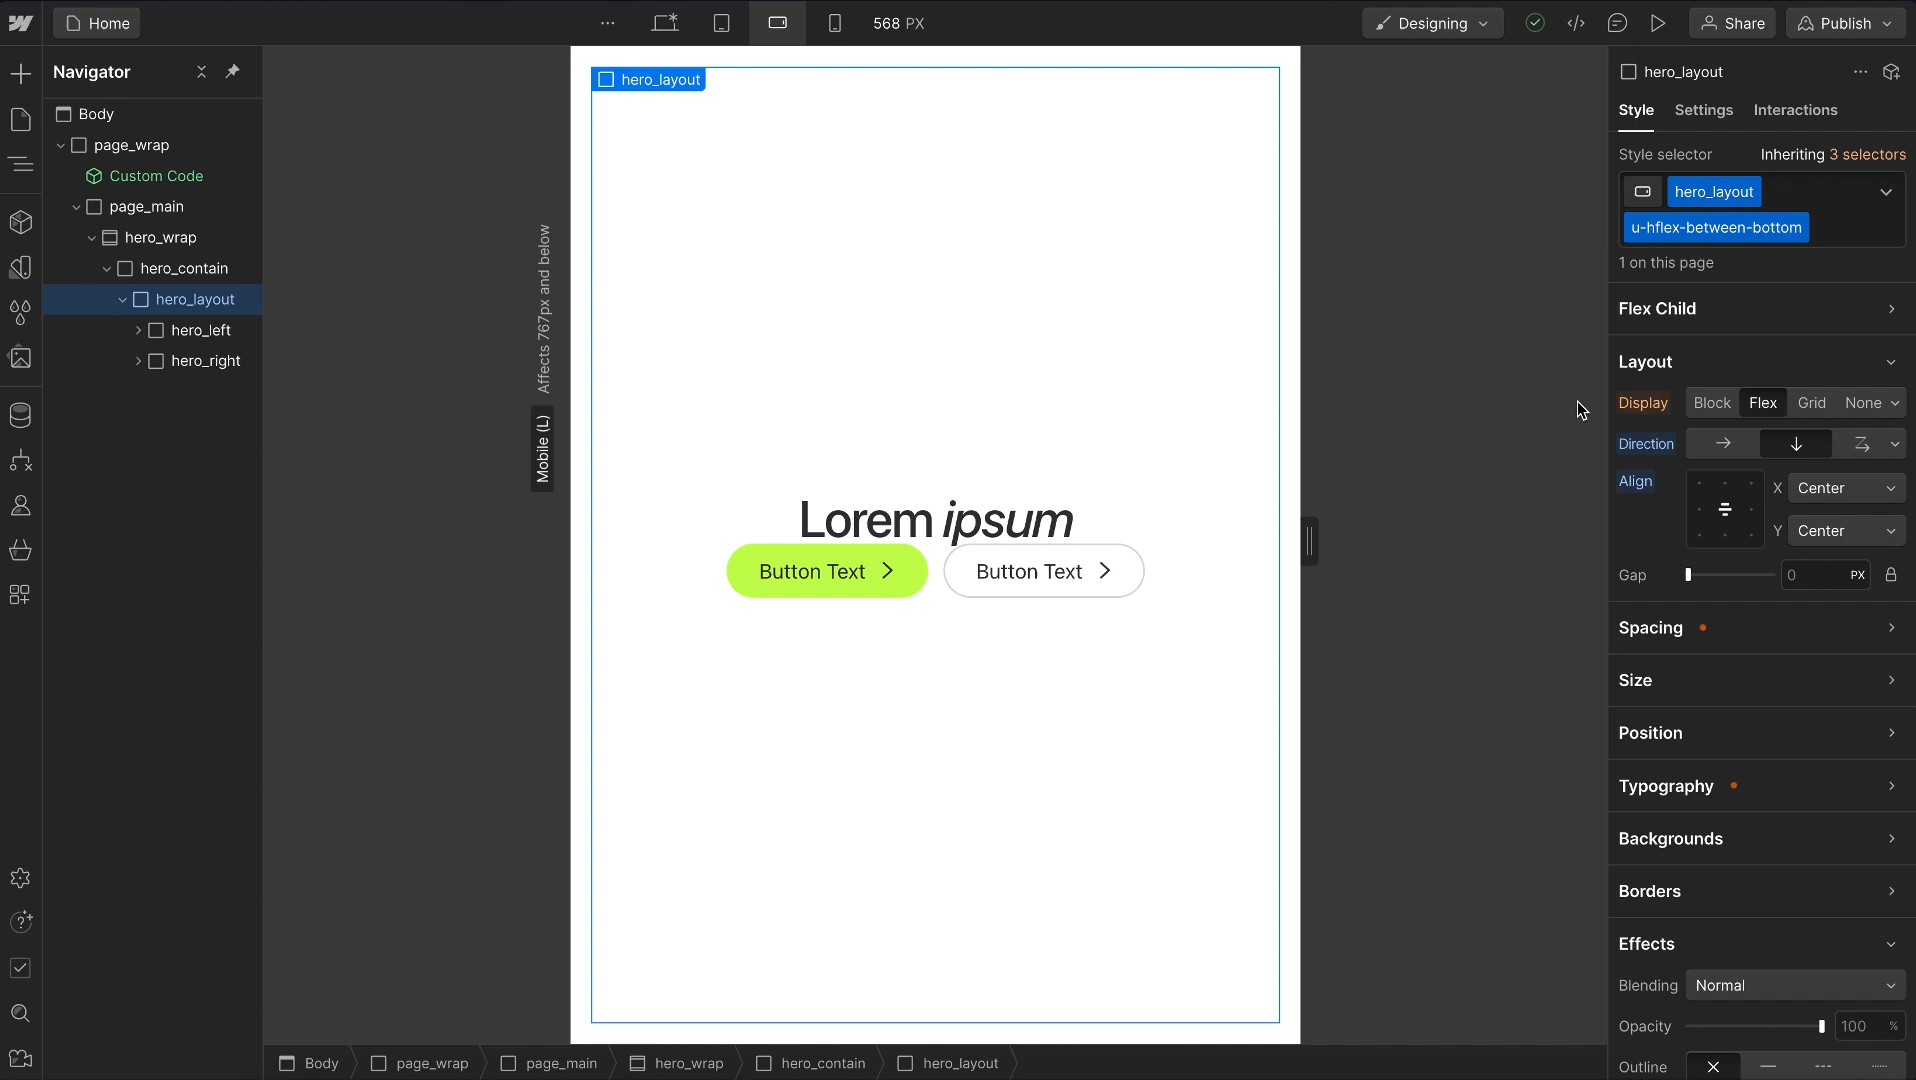 Home
568 PX
Designing
Share
Publish
Navigator
Body
page_wrap
Custom Code
page_main
hero_wrap
hero_contain
hero_layout
hero_left
hero_right
Affects 767px and below
Mobile (L)
hero_layout
Lorem ipsum
Button Text
Button Text
hero_layout
Style Settings Interactions
Style selector Inheriting 3 selectors
hero_layout
u-hflex-between-bottom
1 on this page
Flex Child
Layout
Display Block Flex Grid None
Direction
Align X Center
Y Center
Gap 0 PX
Spacing
Size
Position
Typography
Backgrounds
Borders
Effects
Blending Normal
Opacity 100 %
Outline
Body page_wrap page_main hero_wrap hero_contain hero_layout